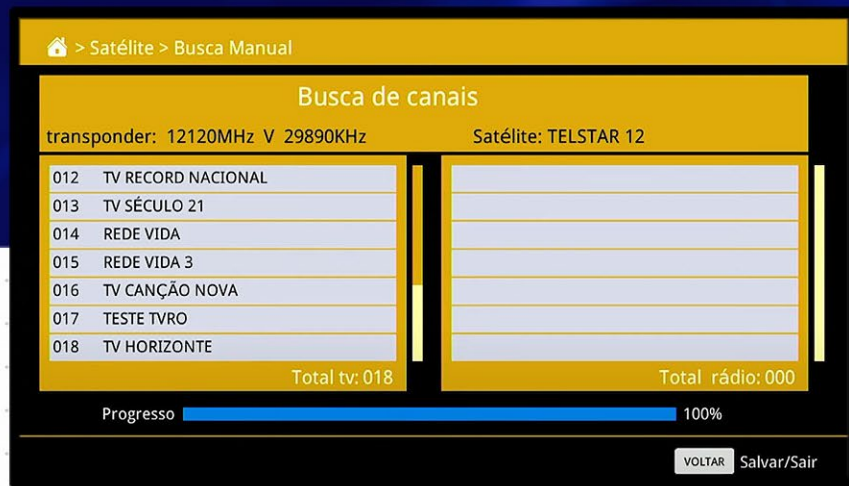 > Satélite > Busca Manual
Busca de canais
transponder: 12120MHz V 29890KHz Satélite: TELSTAR 12
012 TV RECORD NACIONAL
013 TV SÉCULO 21
014 REDE VIDA
015 REDE VIDA 3
016 TV CANÇÃO NOVA
017 TESTE TVRO
018 TV HORIZONTE
Total tv: 018 Total rádio: 000
Progresso 100%
VOLTAR Salvar/Sair